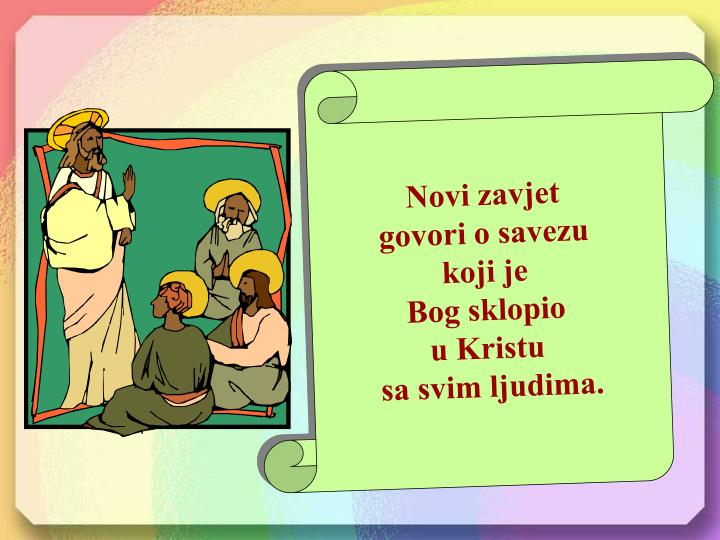 Novi zavjet
govori o savezu
koji je
Bog sklopio
u Kristu
sa svim ljudima.